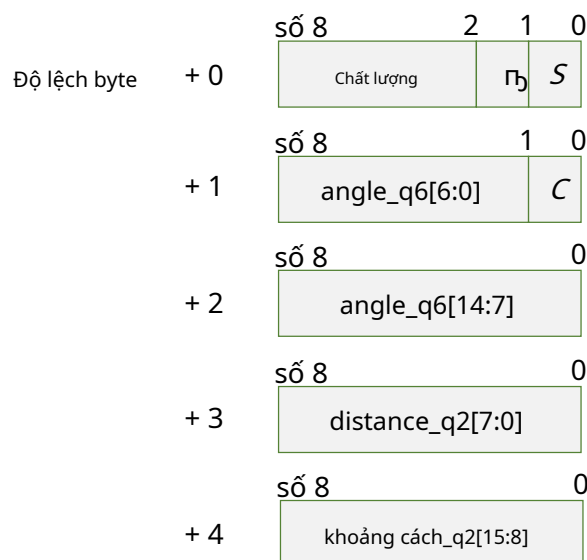 số 8 2 1 0
Độ lệch byte + 0 Chất lượng S
số 8 1 0
+ 1 angle_q6[6:0] C
số 8 0
+ 2 angle_q6[14:7]
số 8 0
+ 3 distance_q2[7:0]
số 8 0
+ 4 khoảng cách_q2[15:8]